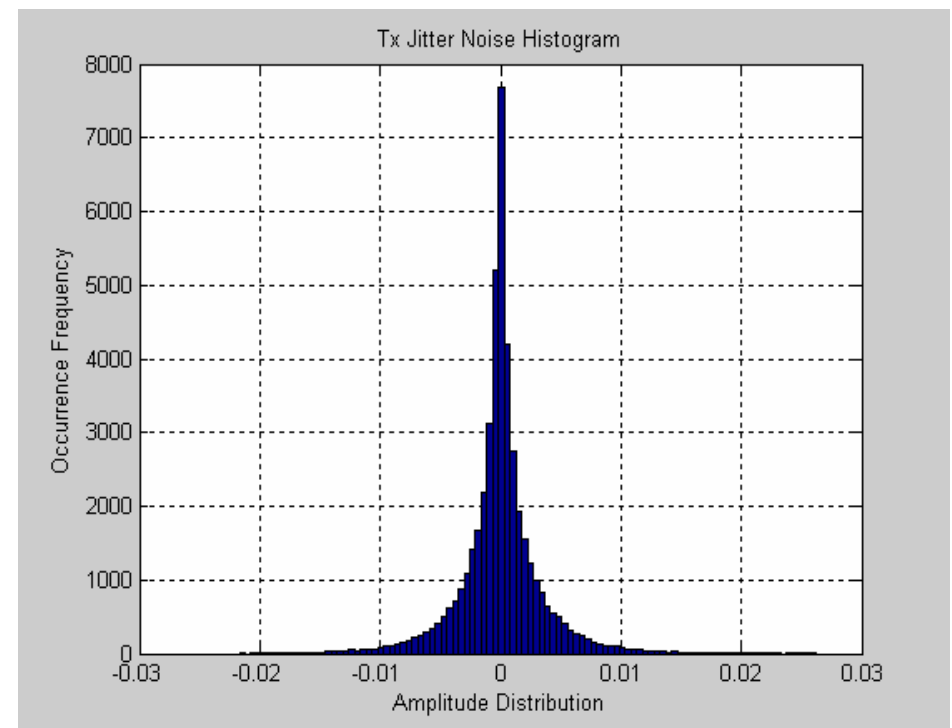 Tx Jitter Noise Histogram
8000
7000
6000
5000
4000
3000
2000
1000
0
Occurrence Frequency
-0.03 -0.02 -0.01 0 0.01 0.02 0.03
Amplitude Distribution